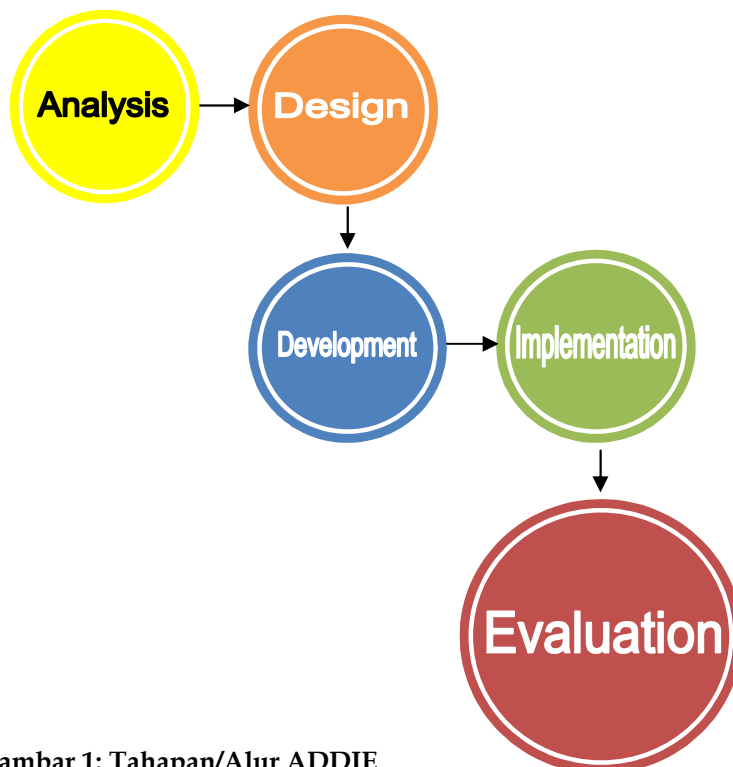 Analysis
Design
Development
Implementation
Evaluation
ambar 1: Tahapan/Alur ADDIE